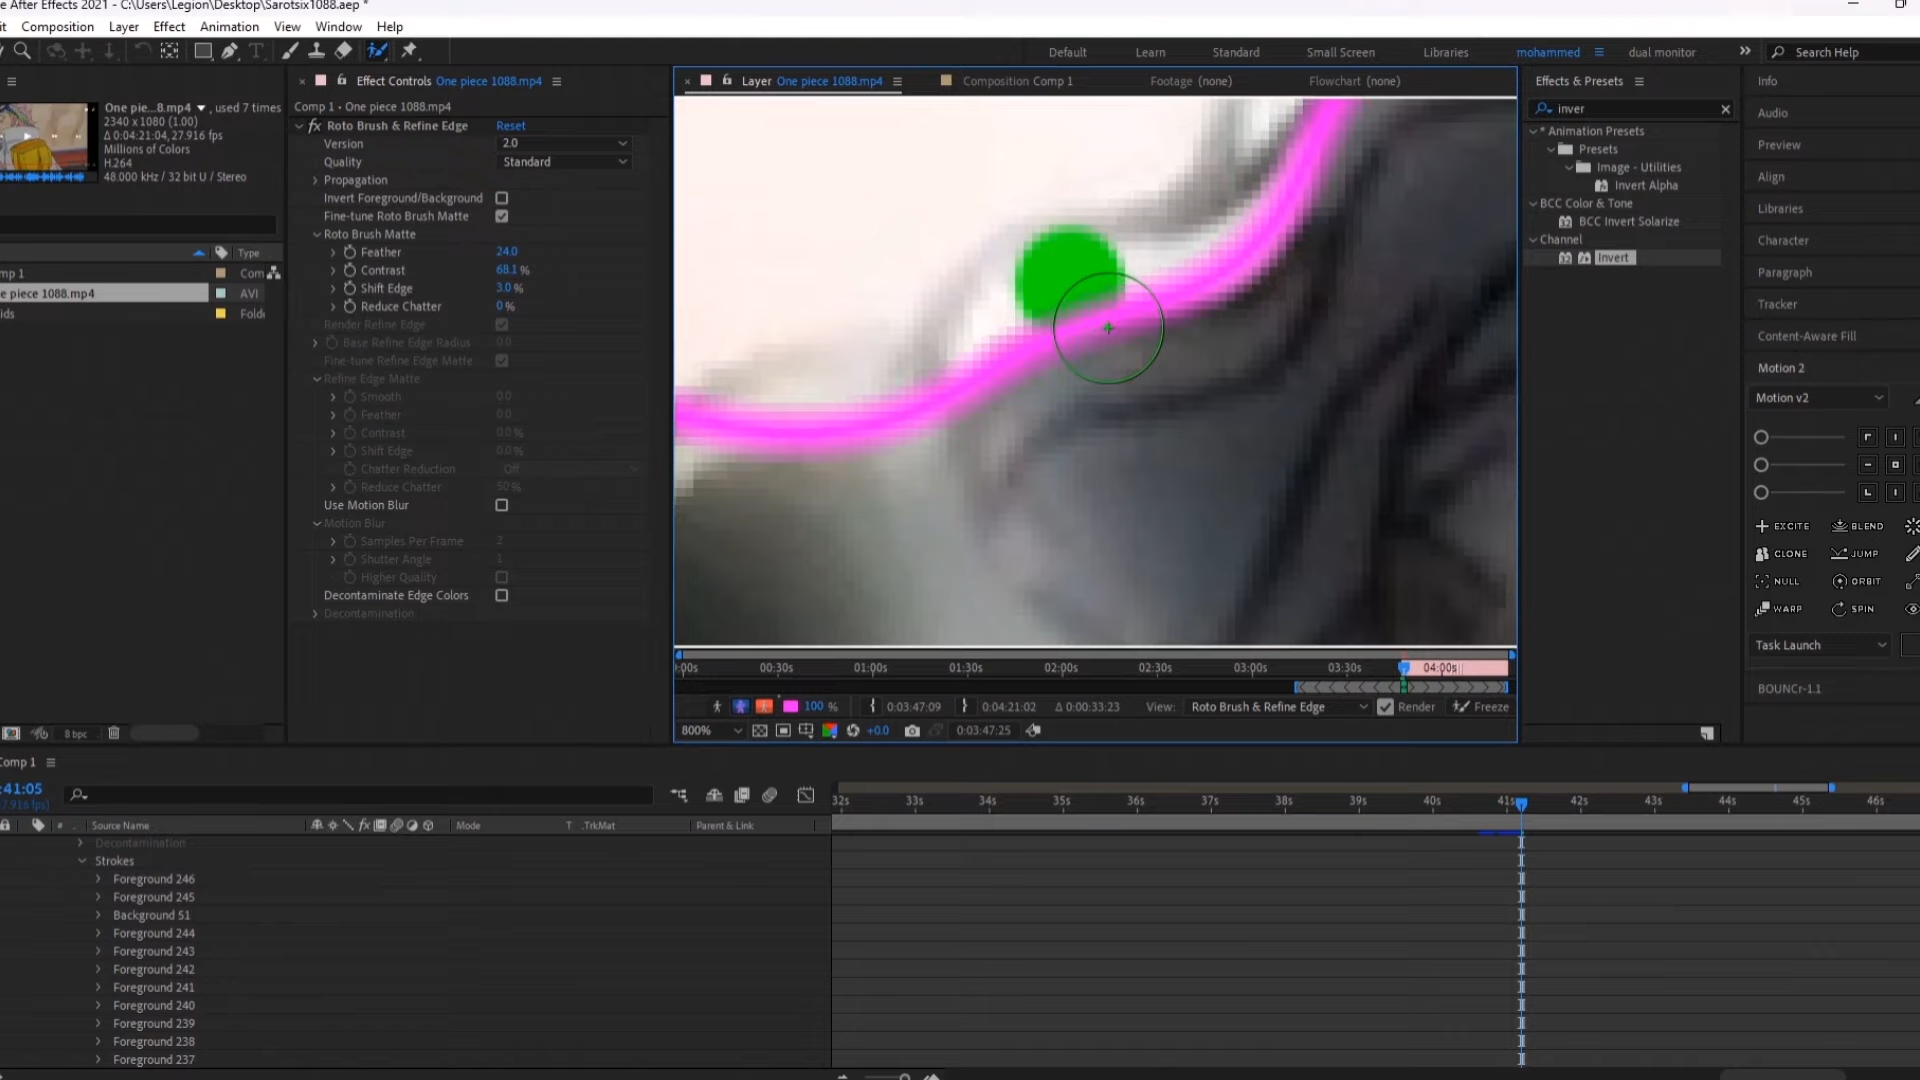 e After Effects 2021 - C:\Users\Legion\Desktop\Sarotsix1088.aep *
it Composition Layer Effect Animation View Window Help
Default Learn Standard Small Screen Libraries mohammed dual monitor Search Help
Effect Controls One piece 1088.mp4
Layer One piece 1088.mp4
Composition Comp 1
Footage (none)
Flowchart (none)
Effects & Presets
Info
One pie...8.mp4 , used 7 times
2340 x 1080 (1.00)
Δ 0:04:21:04, 27.916 fps
Millions of Colors
H.264
48.000 kHz / 32 bit U / Stereo
Type
mp 1 Com
e piece 1088.mp4 AVI
ids Folde
8 bpc
Comp 1 • One piece 1088.mp4
fx Roto Brush & Refine Edge Reset
Version 2.0
Quality Standard
Propagation
Invert Foreground/Background
Fine-tune Roto Brush Matte
Roto Brush Matte
Feather 24.0
Contrast 68.1 %
Shift Edge 3.0 %
Reduce Chatter 0 %
Render Refine Edge
Base Refine Edge Radius 0.0
Fine-tune Refine Edge Matte
Refine Edge Matte
Smooth 0.0
Feather 0.0
Contrast 0.0 %
Shift Edge 0.0 %
Chatter Reduction Off
Reduce Chatter 50 %
Use Motion Blur
Motion Blur
Samples Per Frame 2
Shutter Angle 1
Higher Quality
Decontaminate Edge Colors
Decontamination
:00s 00:30s 01:00s 01:30s 02:00s 02:30s 03:00s 03:30s 04:00s
100 % 0:03:47:09 0:04:21:02 Δ 0:00:33:23 View: Roto Brush & Refine Edge Render Freeze
800% +0.0 0:03:47:25
inver
* Animation Presets
Presets
Image - Utilities
Invert Alpha
BCC Color & Tone
BCC Invert Solarize
Channel
Invert
Audio
Preview
Align
Libraries
Character
Paragraph
Tracker
Content-Aware Fill
Motion 2
Motion v2
EXCITE BLEND
CLONE JUMP
NULL ORBIT
WARP SPIN
Task Launch
BOUNCr-1.1
Comp 1
:41:05
7.916 fps)
32s 33s 34s 35s 36s 37s 38s 39s 40s 41s 42s 43s 44s 45s 46s
# Source Name fx Mode T .TrkMat Parent & Link
Decontamination
Strokes
Foreground 246
Foreground 245
Background 51
Foreground 244
Foreground 243
Foreground 242
Foreground 241
Foreground 240
Foreground 239
Foreground 238
Foreground 237